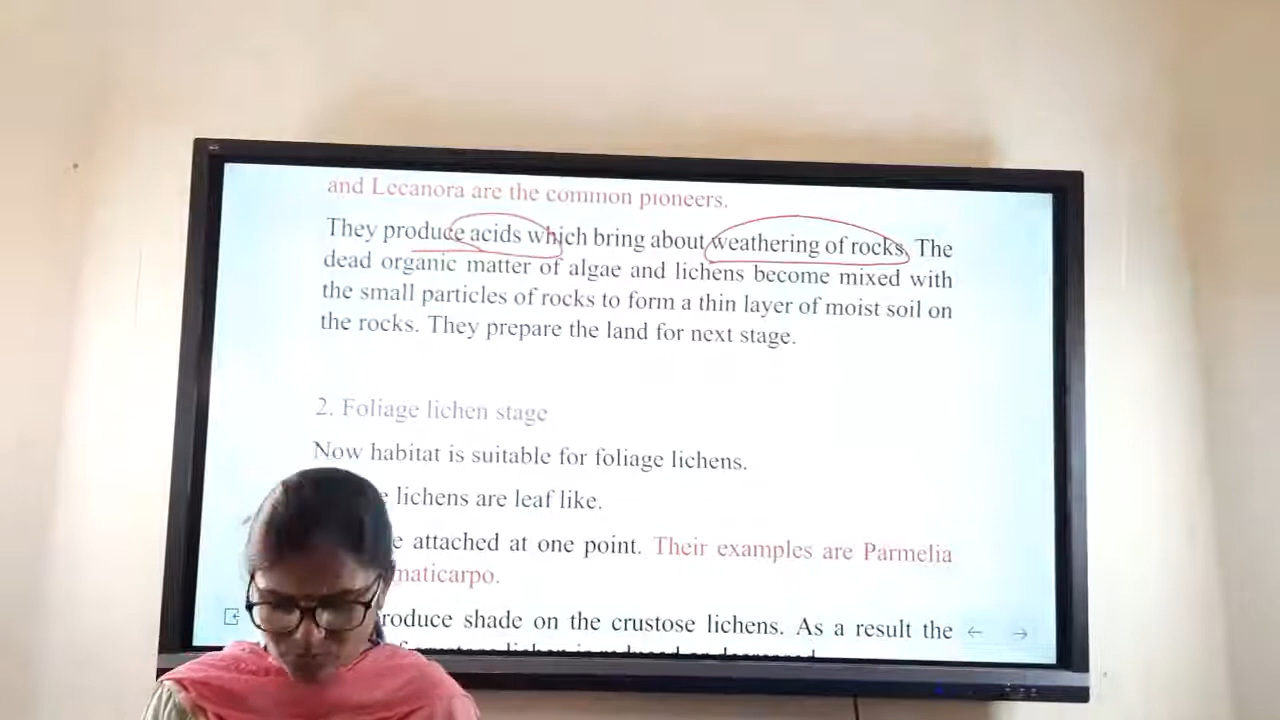 and Lecanora are the common pioneers.
They produce acids which bring about weathering of rocks. The
dead organic matter of algae and lichens become mixed with
the small particles of rocks to form a thin layer of moist soil on
the rocks. They prepare the land for next stage.
2. Foliage lichen stage
Now habitat is suitable for foliage lichens.
lichens are leaf like.
attached at one point. Their examples are Parmelia
maticarpo.
roduce shade on the crustose lichens. As a result the